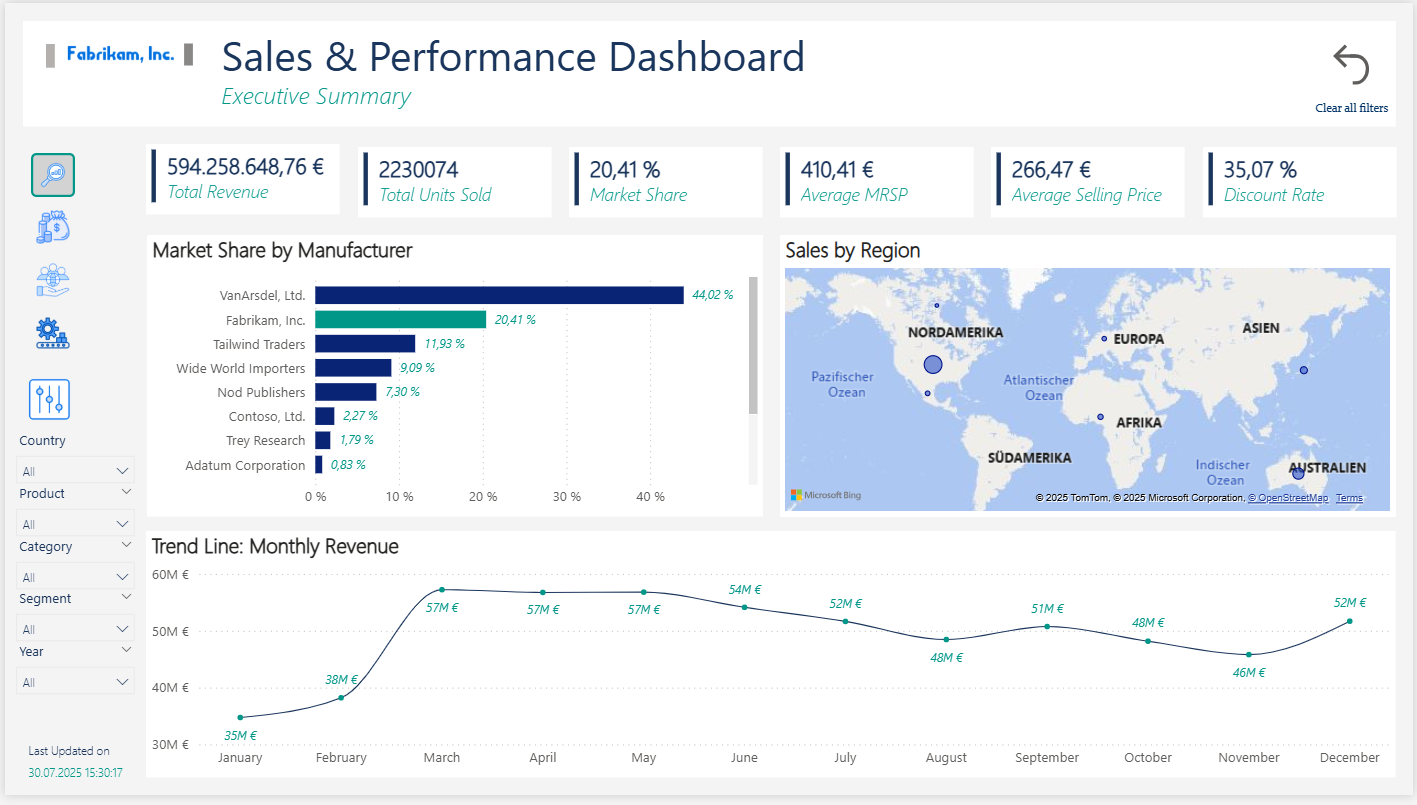 Fabrikam, Inc.
Sales & Performance Dashboard
Executive Summary
Clear all filters
594.258.648,76 €
Total Revenue
2230074
Total Units Sold
20,41 %
Market Share
410,41 €
Average MRSP
266,47 €
Average Selling Price
35,07 %
Discount Rate
Country
All
Product
All
Category
All
Segment
All
Year
All
Last Updated on
30.07.2025 15:30:17
Market Share by Manufacturer
VanArsdel, Ltd. 44,02 %
Fabrikam, Inc. 20,41 %
Tailwind Traders 11,93 %
Wide World Importers 9,09 %
Nod Publishers 7,30 %
Contoso, Ltd. 2,27 %
Trey Research 1,79 %
Adatum Corporation 0,83 %
0 % 10 % 20 % 30 % 40 %
Sales by Region
NORDAMERIKA
EUROPA
ASIEN
Pazifischer
Ozean
Atlantischer
Ozean
AFRIKA
SÜDAMERIKA
Indischer
Ozean
AUSTRALIEN
Microsoft Bing
© 2025 TomTom, © 2025 Microsoft Corporation, © OpenStreetMap Terms
Trend Line: Monthly Revenue
60M €
50M €
40M €
30M €
35M € 38M € 57M € 57M € 57M € 54M € 52M € 48M € 51M € 48M € 46M € 52M €
January February March April May June July August September October November December